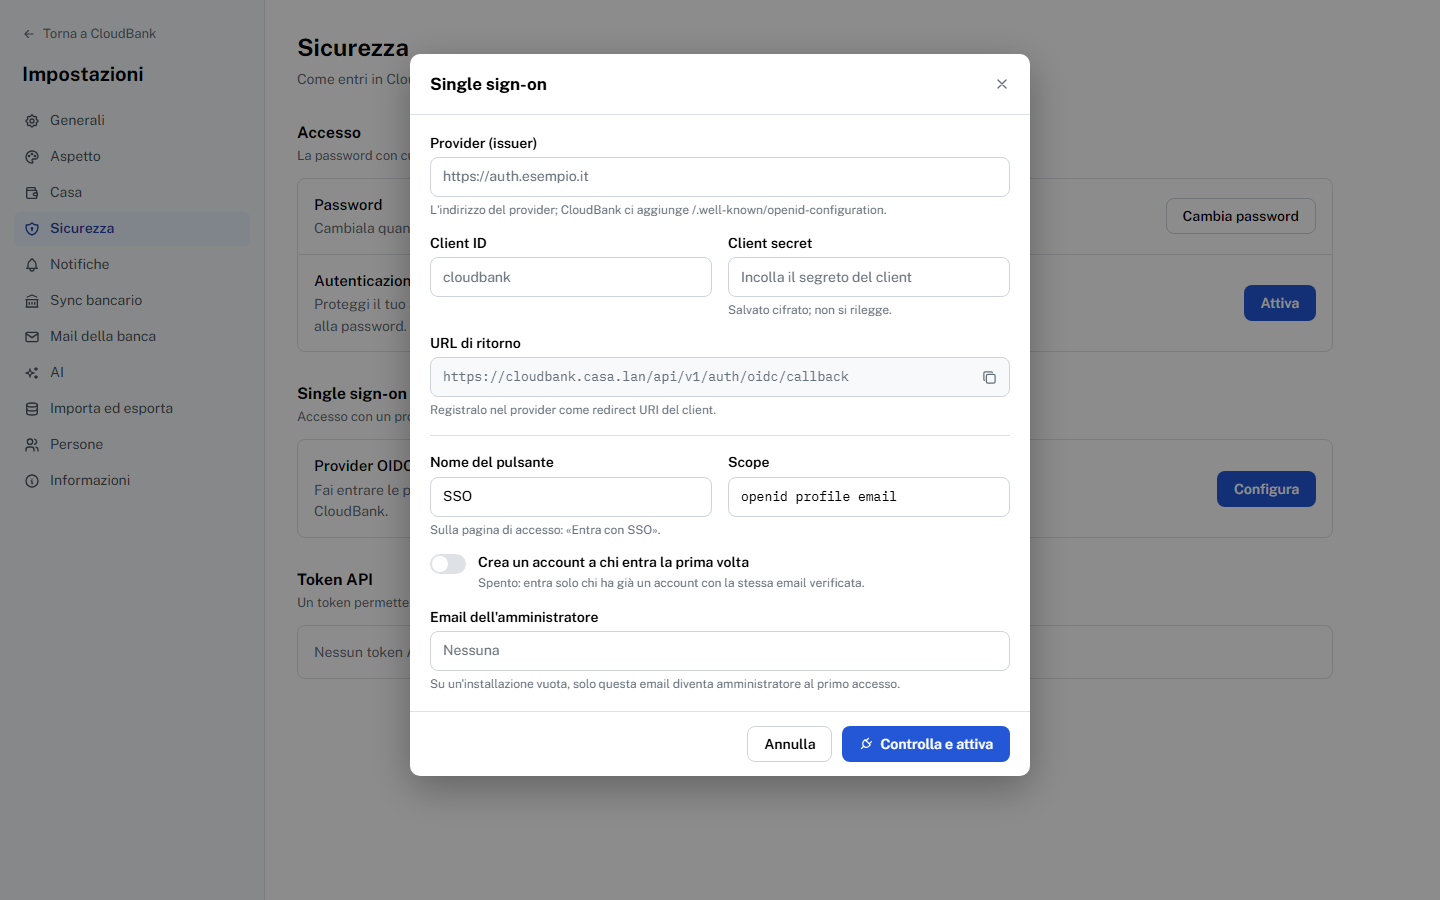 Torna a CloudBank
Impostazioni
Generali
Aspetto
Casa
Sicurezza
Notifiche
Sync bancario
Mail della banca
AI
Importa ed esporta
Persone
Informazioni
Sicurezza
Come entri in Clou
Accesso
La password con cu
Password
Cambiala quan
Cambia password
Autenticazion
Proteggi il tuo
alla password.
Attiva
Single sign-on
Accesso con un pro
Provider OIDC
Fai entrare le p
CloudBank.
Configura
Token API
Un token permette
Nessun token A
Single sign-on
Provider (issuer)
https://auth.esempio.it
L'indirizzo del provider; CloudBank ci aggiunge /.well-known/openid-configuration.
Client ID
cloudbank
Client secret
Incolla il segreto del client
Salvato cifrato; non si rilegge.
URL di ritorno
https://cloudbank.casa.lan/api/v1/auth/oidc/callback
Registralo nel provider come redirect URI del client.
Nome del pulsante
SSO
Sulla pagina di accesso: «Entra con SSO».
Scope
openid profile email
Crea un account a chi entra la prima volta
Spento: entra solo chi ha già un account con la stessa email verificata.
Email dell'amministratore
Nessuna
Su un'installazione vuota, solo questa email diventa amministratore al primo accesso.
Annulla
Controlla e attiva